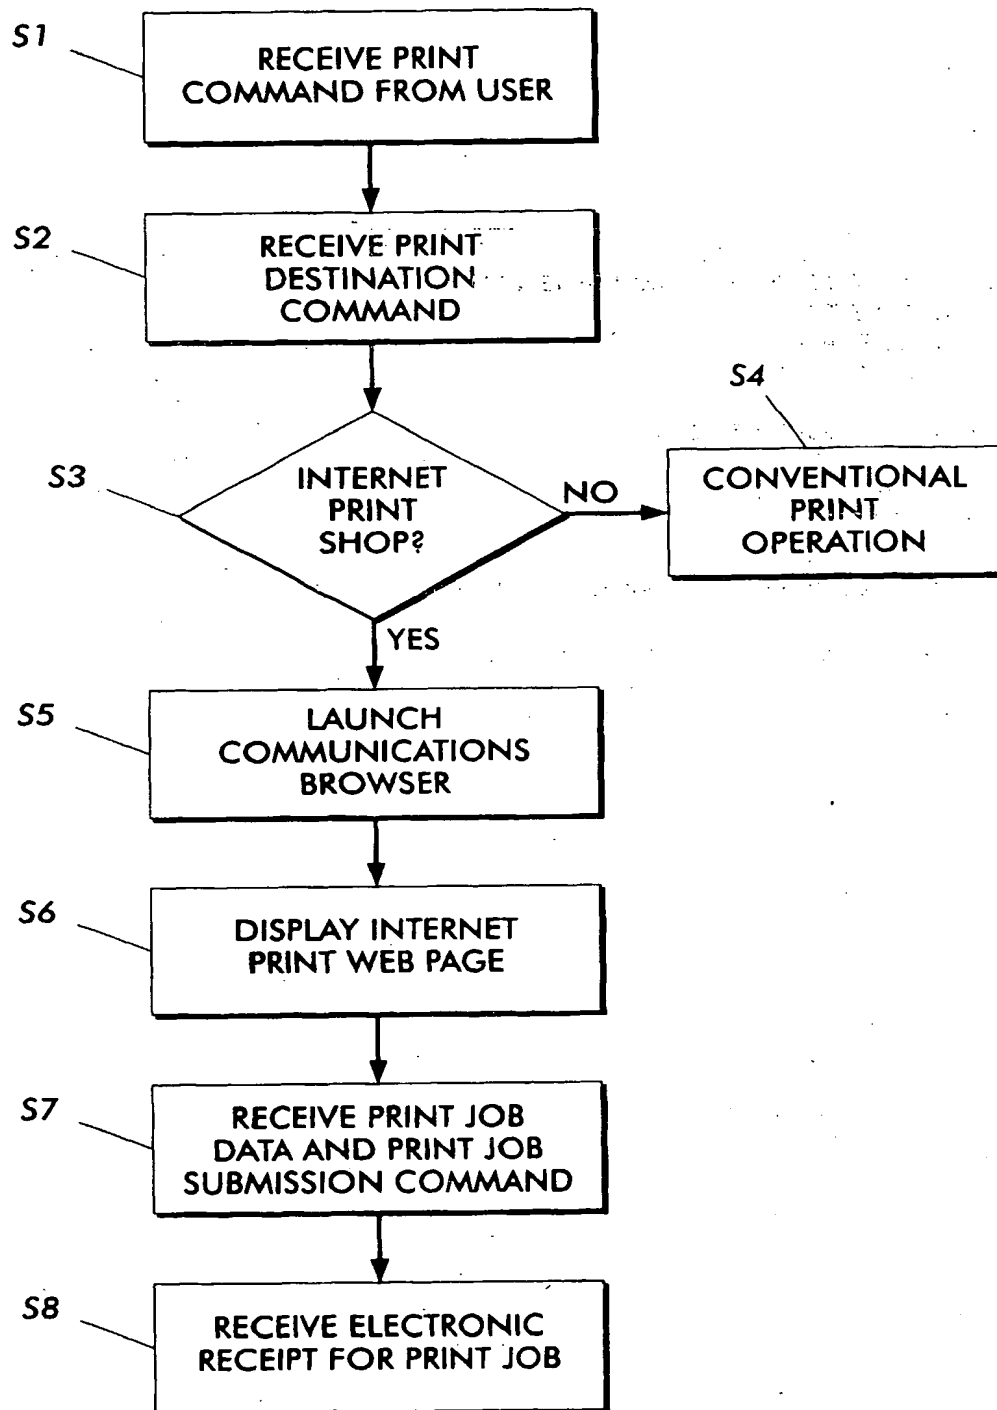 S1
RECEIVE PRINT
COMMAND FROM USER
S2
RECEIVE PRINT
DESTINATION
COMMAND
S3
INTERNET
PRINT
SHOP?
NO
S4
CONVENTIONAL
PRINT
OPERATION
YES
S5
LAUNCH
COMMUNICATIONS
BROWSER
S6
DISPLAY INTERNET
PRINT WEB PAGE
S7
RECEIVE PRINT JOB
DATA AND PRINT JOB
SUBMISSION COMMAND
S8
RECEIVE ELECTRONIC
RECEIPT FOR PRINT JOB